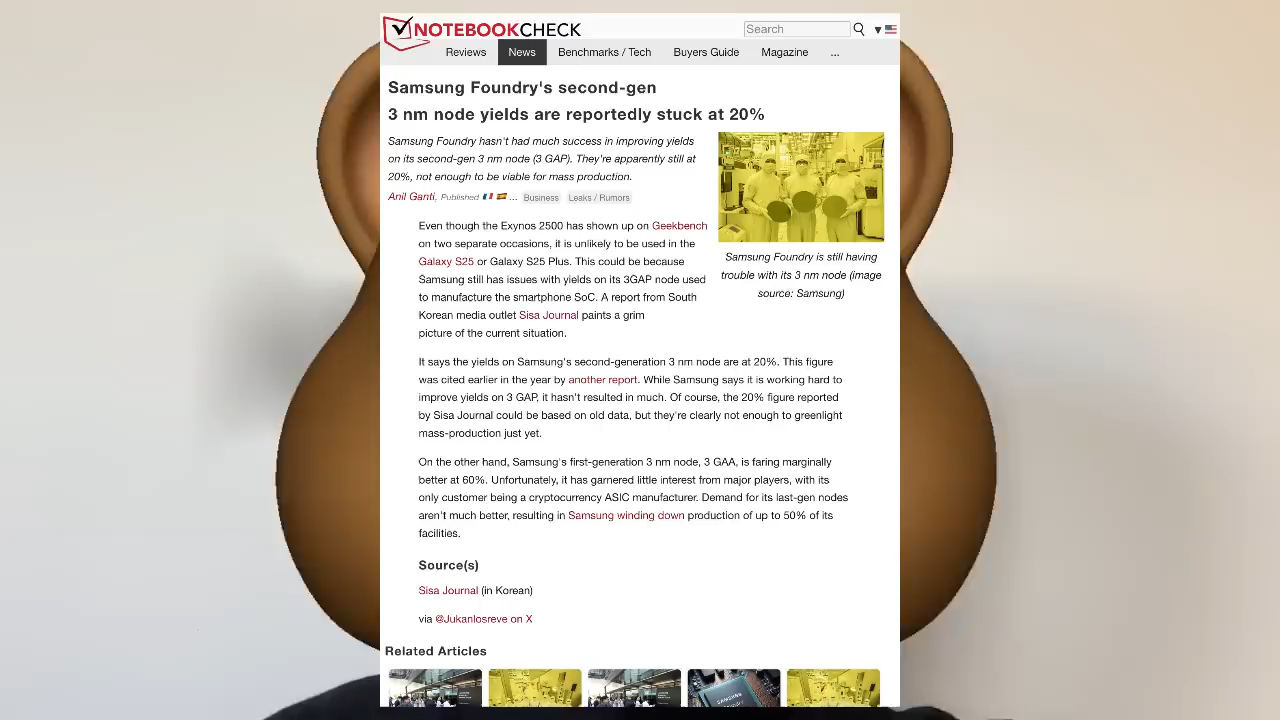 NOTEBOOKCHECK
Search
Reviews News Benchmarks / Tech Buyers Guide Magazine ...
Samsung Foundry's second-gen
3 nm node yields are reportedly stuck at 20%
Samsung Foundry hasn't had much success in improving yields
on its second-gen 3 nm node (3 GAP). They're apparently still at
20%, not enough to be viable for mass production.
Anil Ganti, Published ... Business Leaks / Rumors
Samsung Foundry is still having
trouble with its 3 nm node (image
source: Samsung)
Even though the Exynos 2500 has shown up on Geekbench
on two separate occasions, it is unlikely to be used in the
Galaxy S25 or Galaxy S25 Plus. This could be because
Samsung still has issues with yields on its 3GAP node used
to manufacture the smartphone SoC. A report from South
Korean media outlet Sisa Journal paints a grim
picture of the current situation.
It says the yields on Samsung's second-generation 3 nm node are at 20%. This figure
was cited earlier in the year by another report. While Samsung says it is working hard to
improve yields on 3 GAP, it hasn't resulted in much. Of course, the 20% figure reported
by Sisa Journal could be based on old data, but they're clearly not enough to greenlight
mass-production just yet.
On the other hand, Samsung's first-generation 3 nm node, 3 GAA, is faring marginally
better at 60%. Unfortunately, it has garnered little interest from major players, with its
only customer being a cryptocurrency ASIC manufacturer. Demand for its last-gen nodes
aren't much better, resulting in Samsung winding down production of up to 50% of its
facilities.
Source(s)
Sisa Journal (in Korean)
via @Jukanlosreve on X
Related Articles